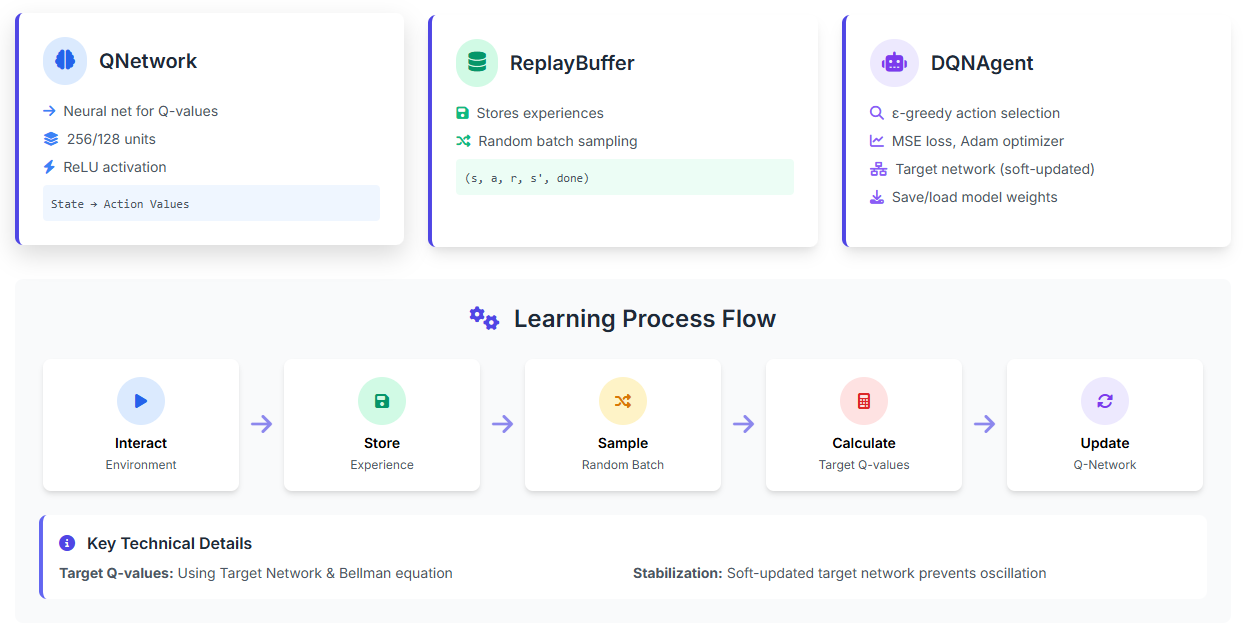 QNetwork
Neural net for Q-values
256/128 units
ReLU activation
State → Action Values
ReplayBuffer
Stores experiences
Random batch sampling
(s, a, r, s', done)
DQNAgent
ε-greedy action selection
MSE loss, Adam optimizer
Target network (soft-updated)
Save/load model weights
Learning Process Flow
Interact
Environment
Store
Experience
Sample
Random Batch
Calculate
Target Q-values
Update
Q-Network
Key Technical Details
Target Q-values: Using Target Network & Bellman equation
Stabilization: Soft-updated target network prevents oscillation